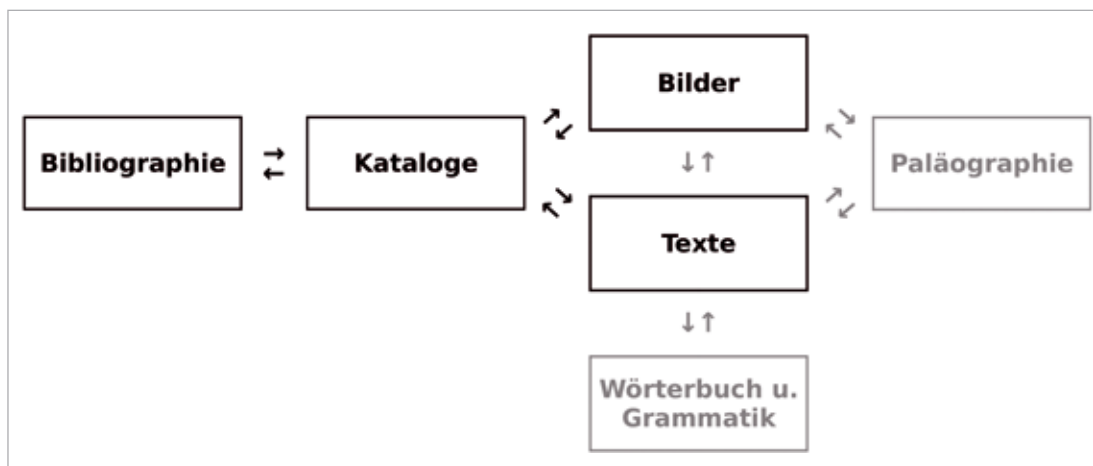 Bilder
Bibliographie
Kataloge
Paläographie
Texte
Wörterbuch u.
Grammatik